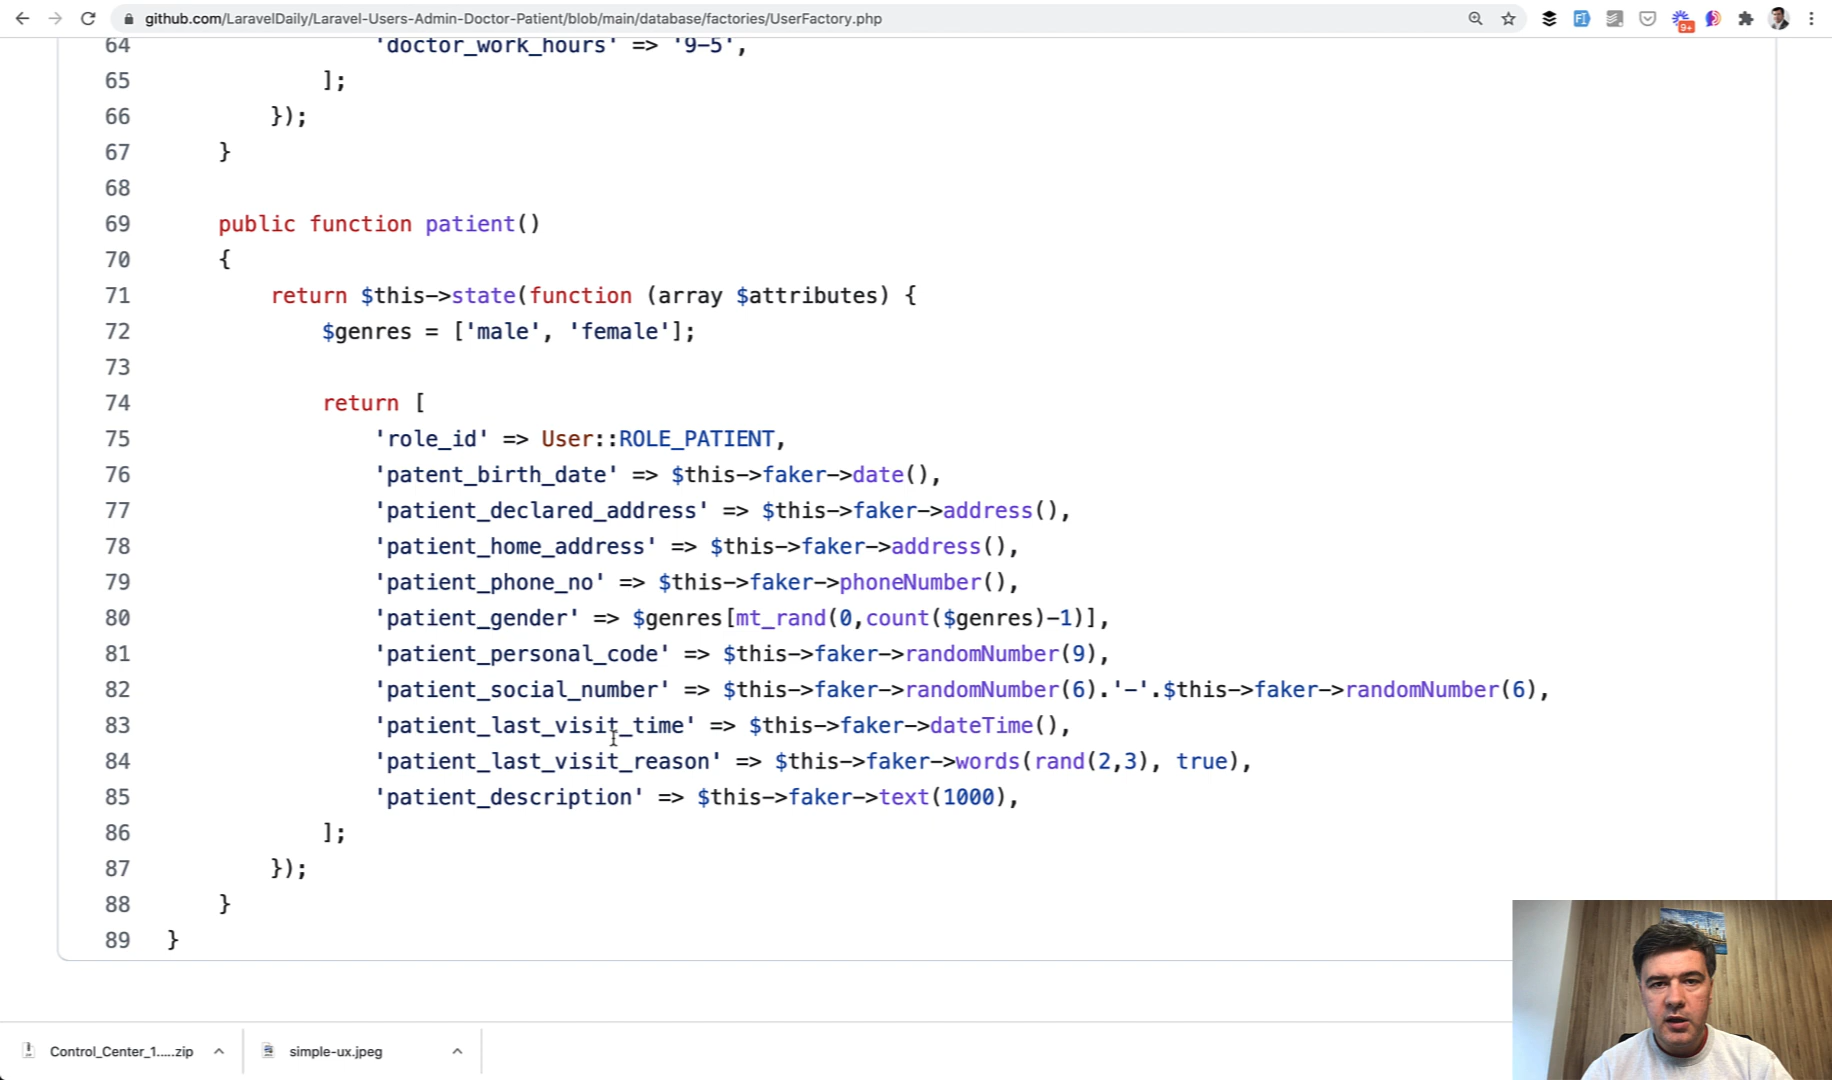 github.com/LaravelDaily/Laravel-Users-Admin-Doctor-Patient/blob/main/database/factories/UserFactory.php
9+
64 'doctor_work_hours' => '9-5',
65 ];
66 });
67 }
68
69 public function patient()
70 {
71 return $this->state(function (array $attributes) {
72 $genres = ['male', 'female'];
73
74 return [
75 'role_id' => User::ROLE_PATIENT,
76 'patent_birth_date' => $this->faker->date(),
77 'patient_declared_address' => $this->faker->address(),
78 'patient_home_address' => $this->faker->address(),
79 'patient_phone_no' => $this->faker->phoneNumber(),
80 'patient_gender' => $genres[mt_rand(0,count($genres)-1)],
81 'patient_personal_code' => $this->faker->randomNumber(9),
82 'patient_social_number' => $this->faker->randomNumber(6).'-'.$this->faker->randomNumber(6),
83 'patient_last_visit_time' => $this->faker->dateTime(),
84 'patient_last_visit_reason' => $this->faker->words(rand(2,3), true),
85 'patient_description' => $this->faker->text(1000),
86 ];
87 });
88 }
89 }
Control_Center_1.....zip
simple-ux.jpeg